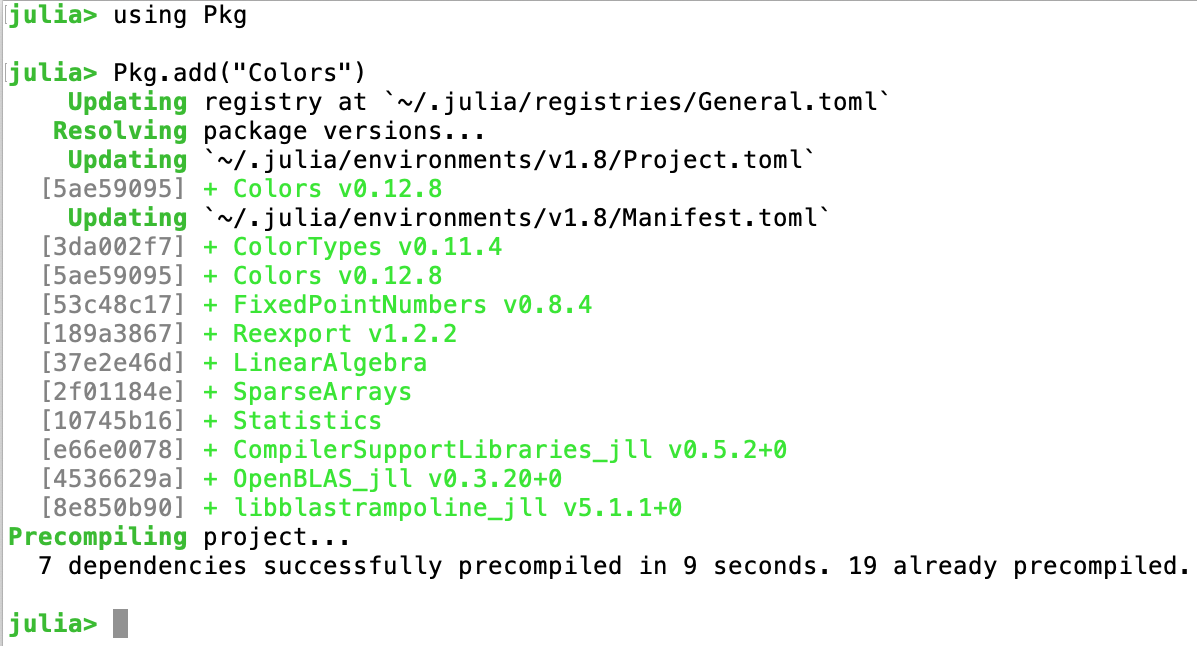 julia> using Pkg
julia> Pkg.add("Colors")
Updating registry at `~/.julia/registries/General.toml`
Resolving package versions...
Updating `~/.julia/environments/v1.8/Project.toml`
[5ae59095] + Colors v0.12.8
Updating `~/.julia/environments/v1.8/Manifest.toml`
[3da002f7] + ColorTypes v0.11.4
[5ae59095] + Colors v0.12.8
[53c48c17] + FixedPointNumbers v0.8.4
[189a3867] + Reexport v1.2.2
[37e2e46d] + LinearAlgebra
[2f01184e] + SparseArrays
[10745b16] + Statistics
[e66e0078] + CompilerSupportLibraries_jll v0.5.2+0
[4536629a] + OpenBLAS_jll v0.3.20+0
[8e850b90] + libblastrampoline_jll v5.1.1+0
Precompiling project...
7 dependencies successfully precompiled in 9 seconds. 19 already precompiled.
julia>